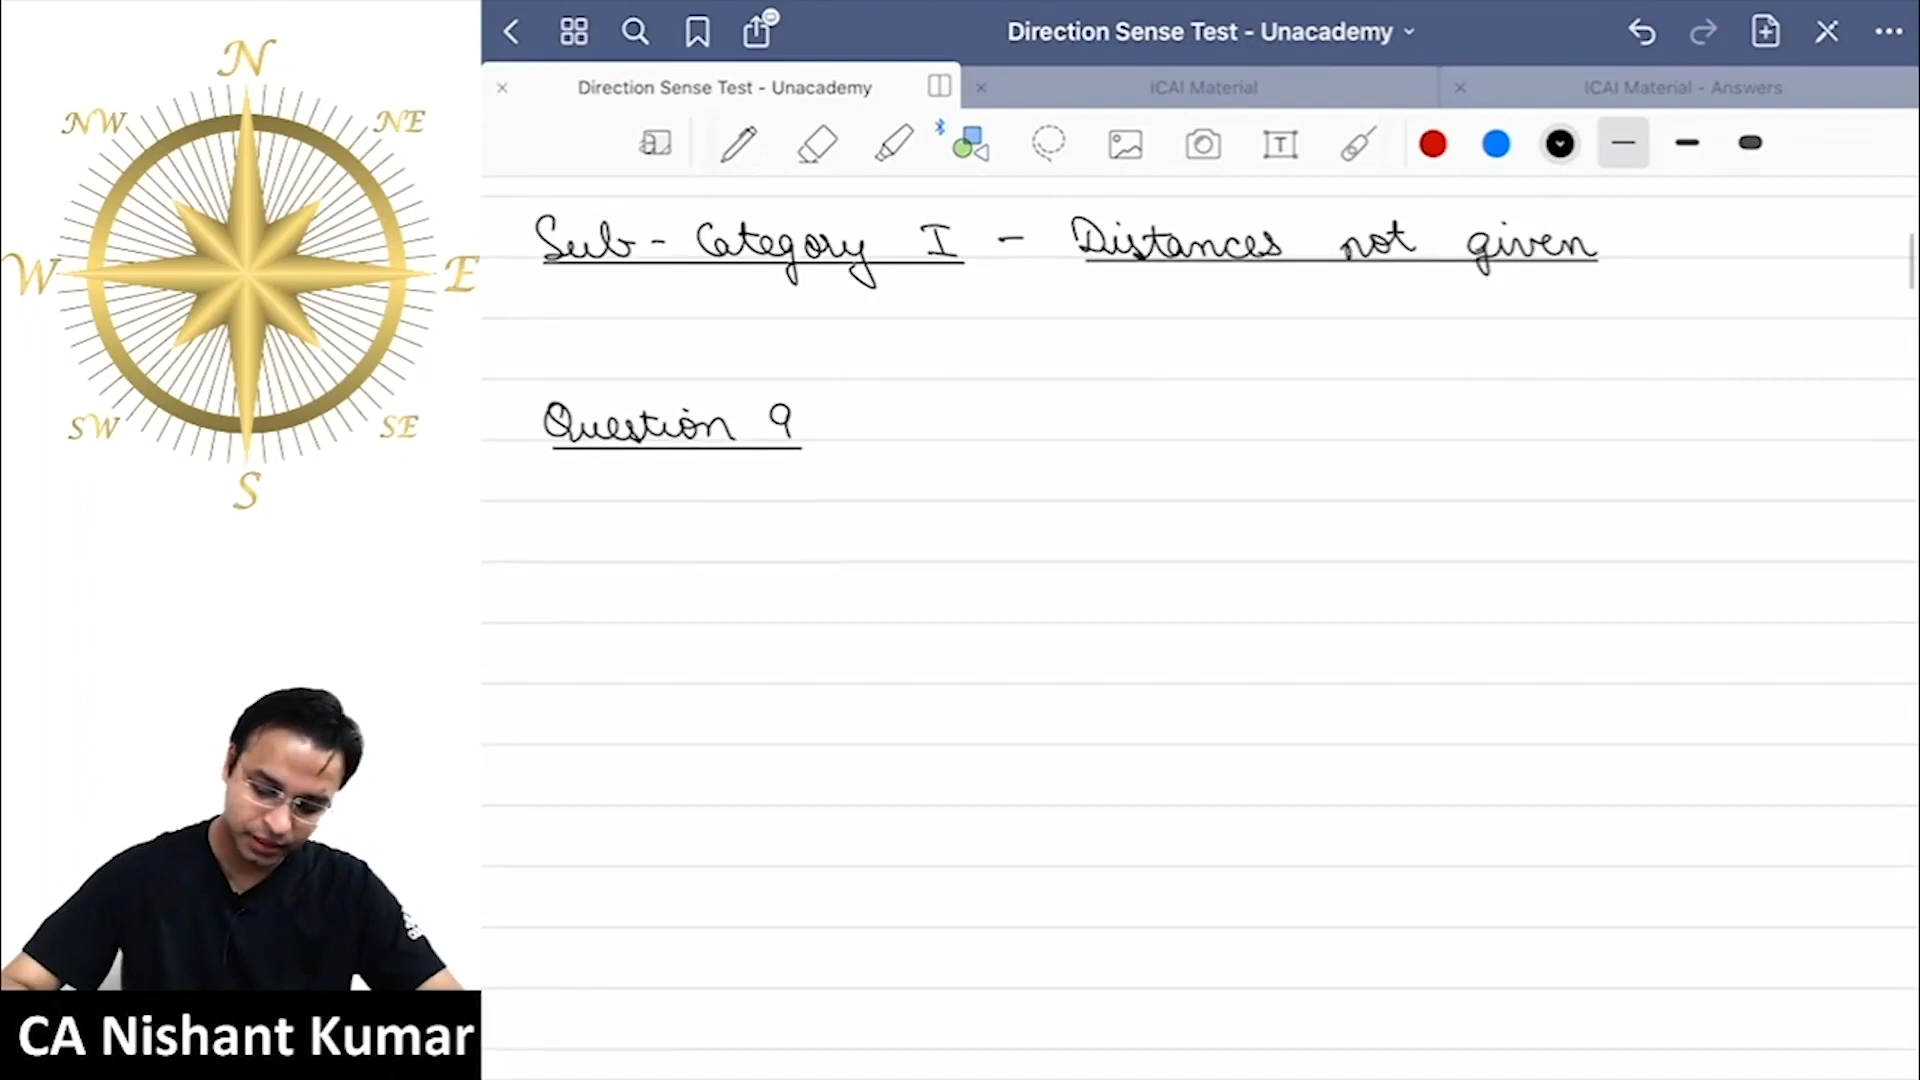 N
NW
NE
W
E
SW
SE
S
CA Nishant Kumar
Direction Sense Test - Unacademy
Direction Sense Test - Unacademy
ICAI Material
ICAI Material - Answers
a
T
Sub - Category I - Distances not given
Question 9